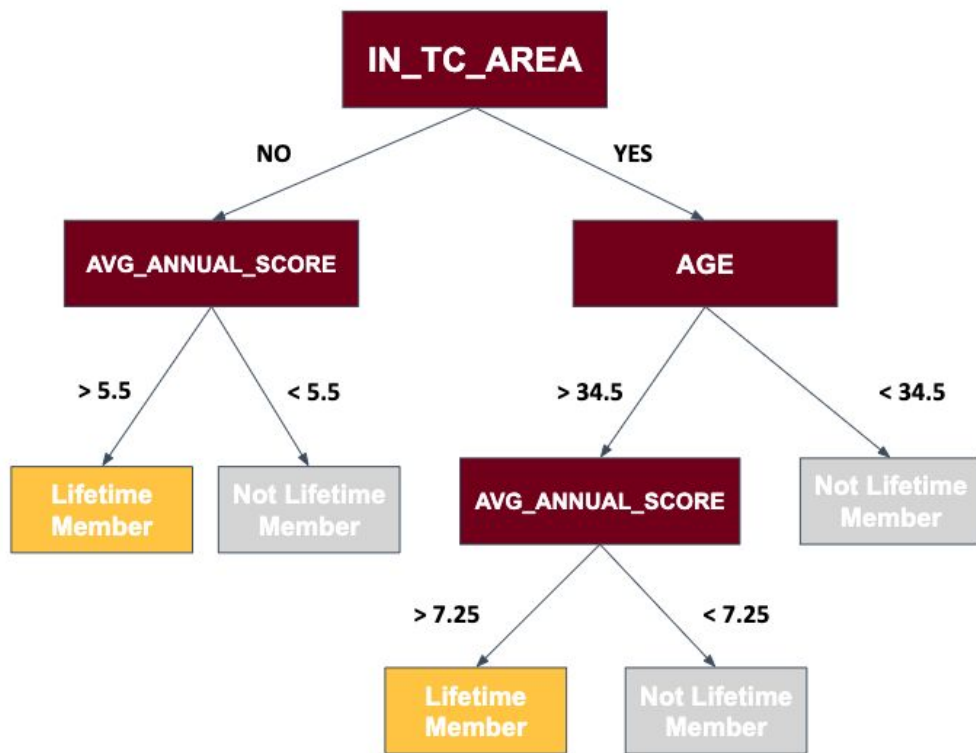 IN_TC_AREA
NO
YES
AVG_ANNUAL_SCORE
AGE
> 5.5
< 5.5
> 34.5
< 34.5
Lifetime
Member
Not Lifetime
Member
AVG_ANNUAL_SCORE
Not Lifetime
Member
> 7.25
< 7.25
Lifetime
Member
Not Lifetime
Member